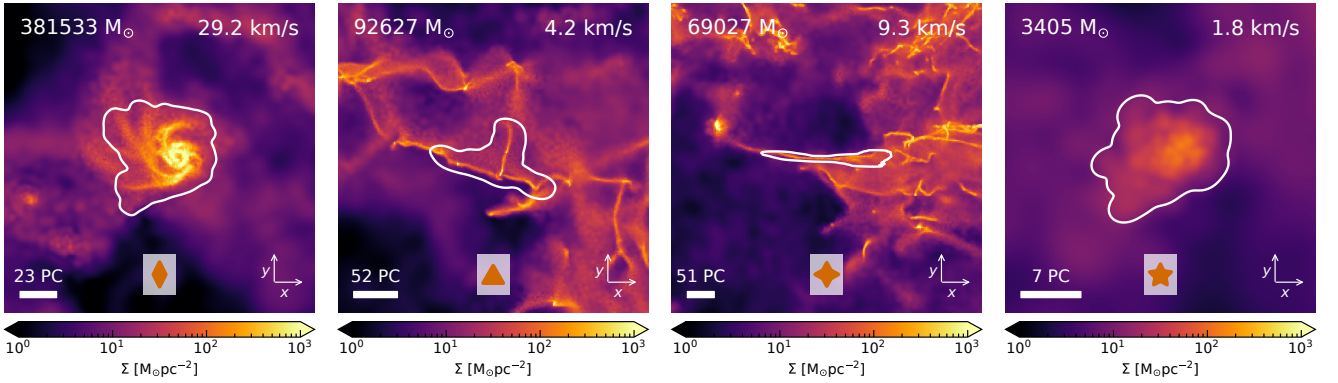 381533 M⊙ 29.2 km/s
23 PC
y
x
10⁰ 10¹ 10² 10³
Σ [M⊙pc⁻²]
92627 M⊙ 4.2 km/s
52 PC
y
x
10⁰ 10¹ 10² 10³
Σ [M⊙pc⁻²]
69027 M⊙ 9.3 km/s
51 PC
y
x
10⁰ 10¹ 10² 10³
Σ [M⊙pc⁻²]
3405 M⊙ 1.8 km/s
7 PC
y
x
10⁰ 10¹ 10² 10³
Σ [M⊙pc⁻²]